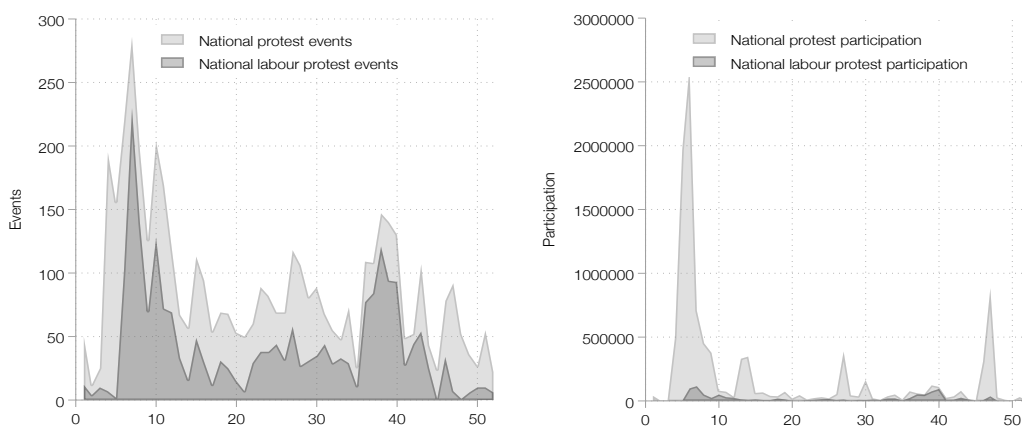 300
National protest events
National labour protest events
250
200
150
100
50
0
Events
0 10 20 30 40 50
3000000
National protest participation
National labour protest participation
2500000
2000000
1500000
1000000
500000
0
Participation
0 10 20 30 40 50